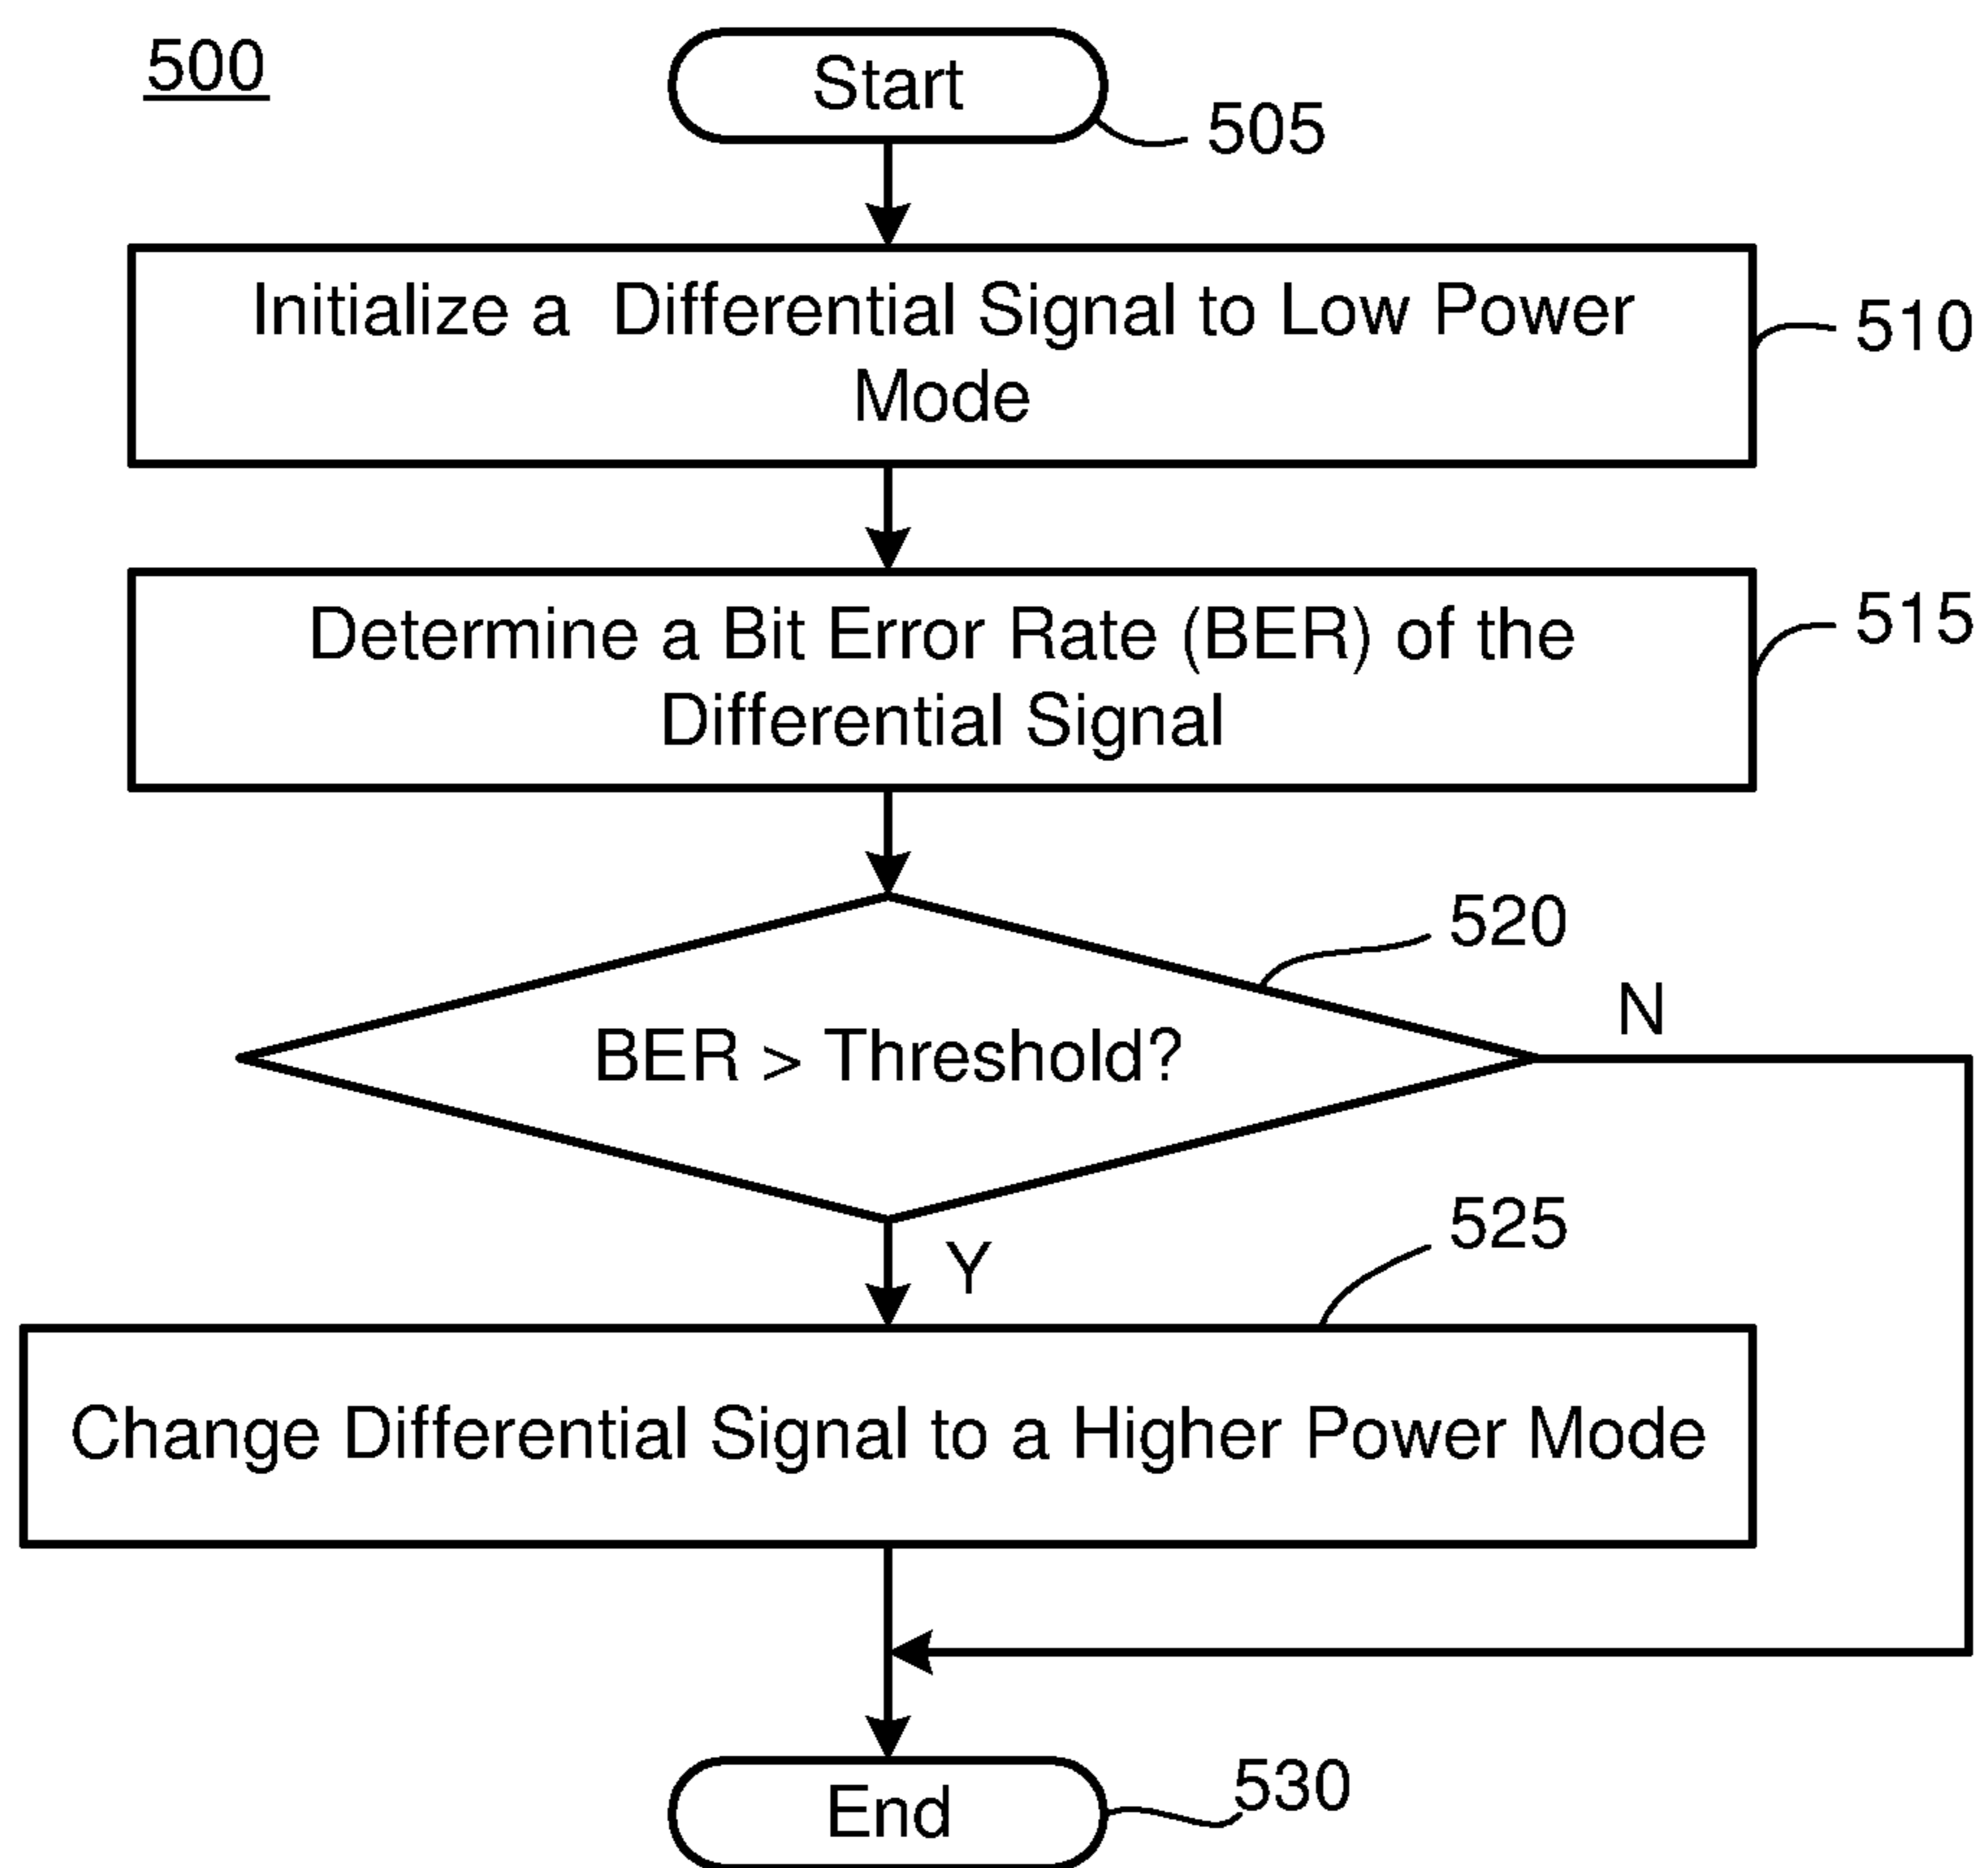 500
Start
505
Initialize a Differential Signal to Low Power
Mode
510
Determine a Bit Error Rate (BER) of the
Differential Signal
515
520
N
BER > Threshold?
Y
525
Change Differential Signal to a Higher Power Mode
End
530